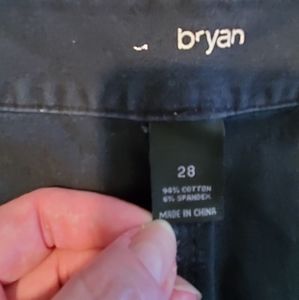 bryan
28
94% COTTON
6% SPANDEX
MADE IN CHINA